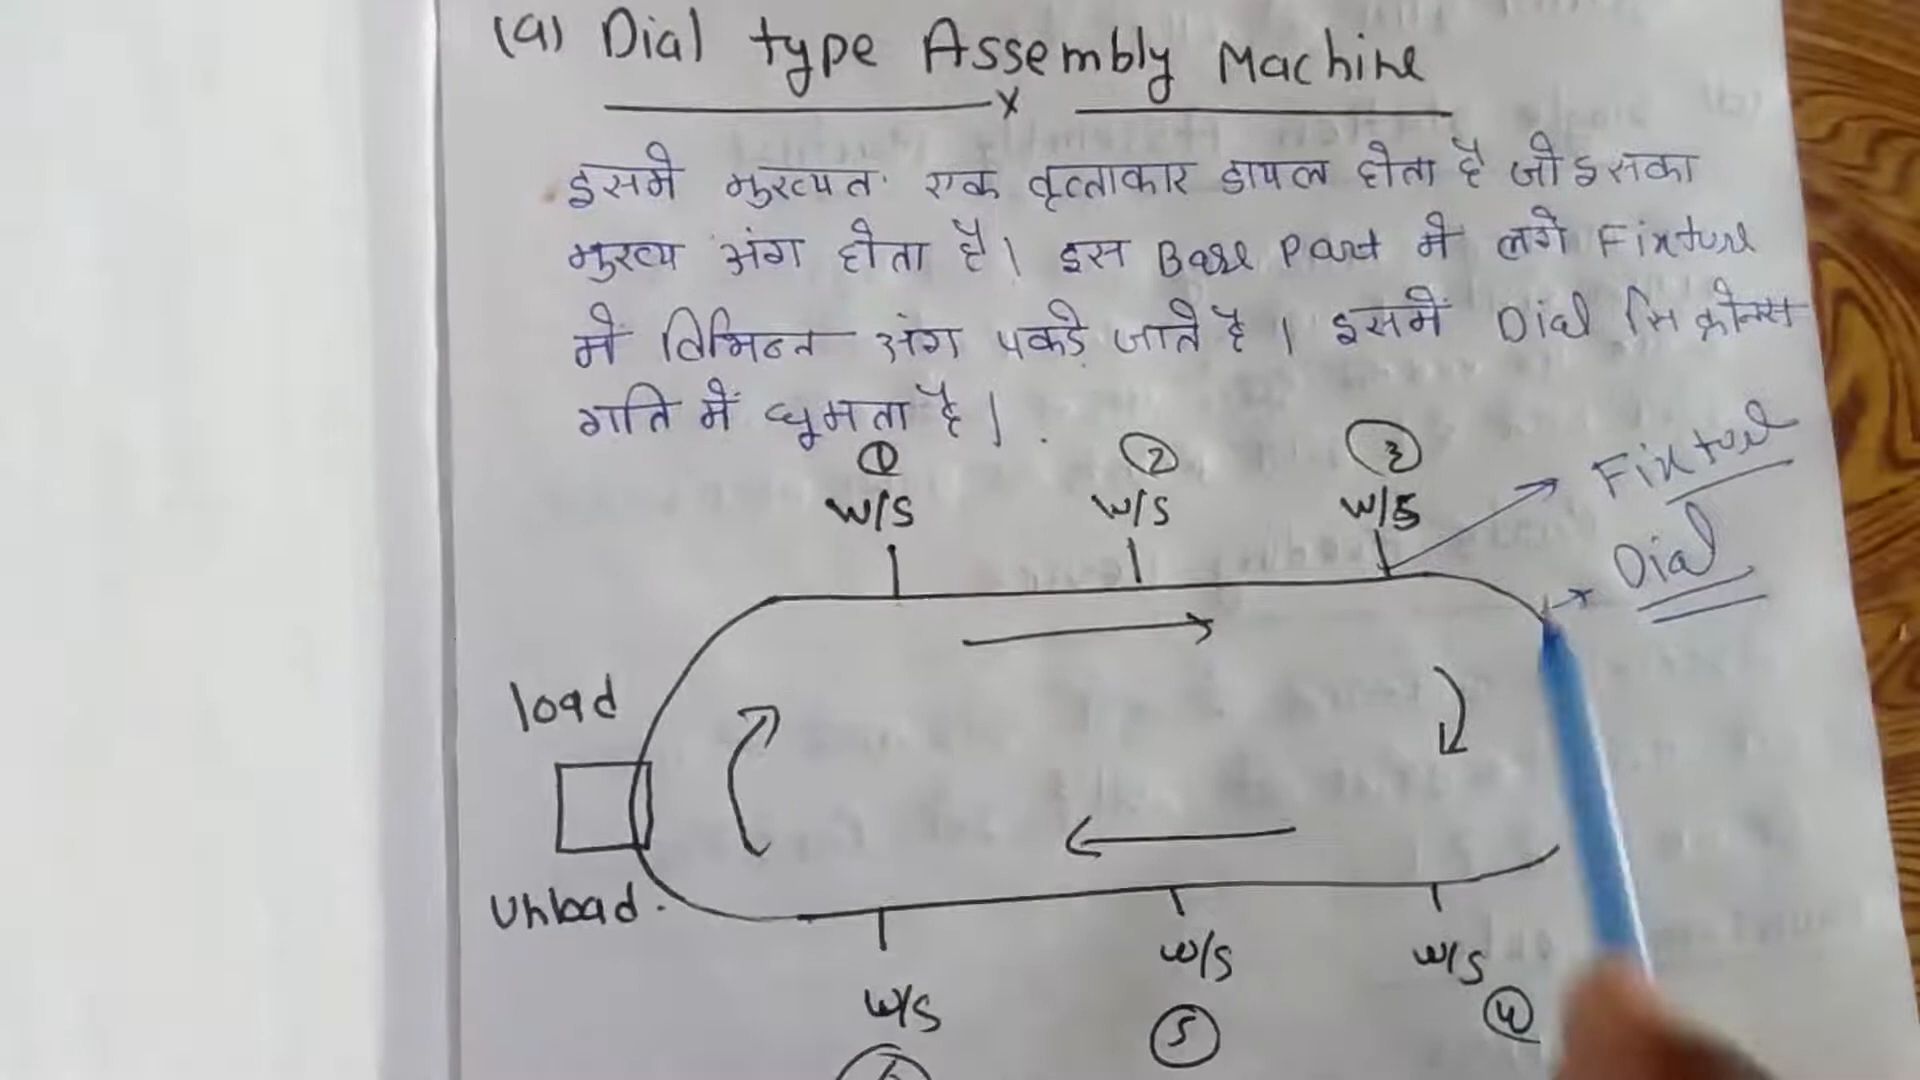 (a) Dial type Assembly Machine
इसमे मुख्यत एक वृत्ताकार डायल होता है जो इसका
मुख्य अंग होता है। इस Base Part मे लगे Fixture
में विभिन्न अंग पकडे़ जाते है। इसमें Dial
गति में घूमता है।
① ② ③
W/S W/S W/S
Fixture
Dial
load
Unload
W/S W/S W/S
⑤ ④